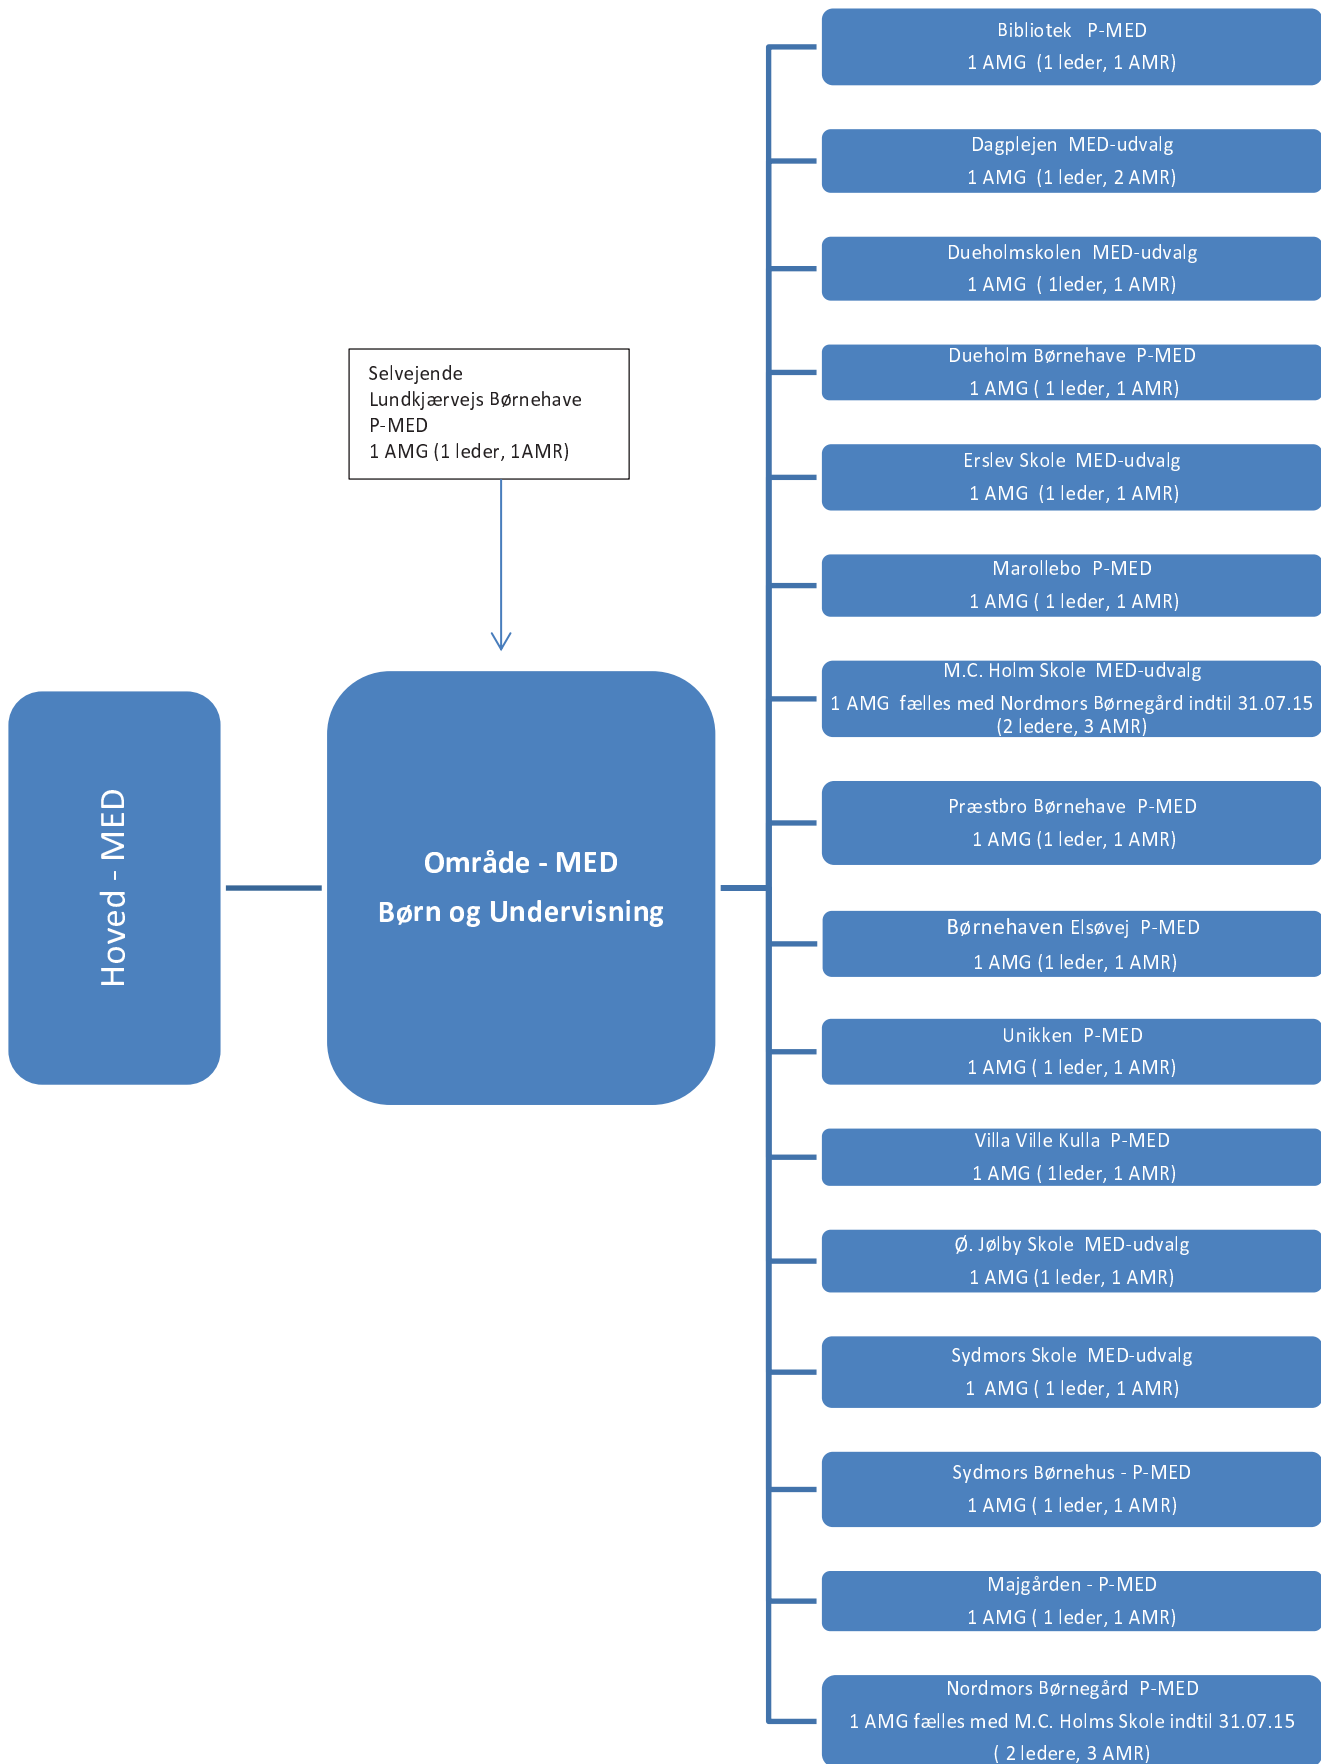 Hoved - MED
Selvejende
Lundkjærvejs Børnehave
P-MED
1 AMG (1 leder, 1AMR)
Område - MED
Børn og Undervisning
Bibliotek P-MED
1 AMG (1 leder, 1 AMR)
Dagplejen MED-udvalg
1 AMG (1 leder, 2 AMR)
Dueholmskolen MED-udvalg
1 AMG ( 1leder, 1 AMR)
Dueholm Børnehave P-MED
1 AMG ( 1 leder, 1 AMR)
Erslev Skole MED-udvalg
1 AMG (1 leder, 1 AMR)
Marollebo P-MED
1 AMG ( 1 leder, 1 AMR)
M.C. Holm Skole MED-udvalg
1 AMG fælles med Nordmors Børnegård indtil 31.07.15
(2 ledere, 3 AMR)
Præstbro Børnehave P-MED
1 AMG (1 leder, 1 AMR)
Børnehaven Elsøvej P-MED
1 AMG (1 leder, 1 AMR)
Unikken P-MED
1 AMG ( 1 leder, 1 AMR)
Villa Ville Kulla P-MED
1 AMG ( 1leder, 1 AMR)
Ø. Jølby Skole MED-udvalg
1 AMG (1 leder, 1 AMR)
Sydmors Skole MED-udvalg
1 AMG ( 1 leder, 1 AMR)
Sydmors Børnehus - P-MED
1 AMG ( 1 leder, 1 AMR)
Majgården - P-MED
1 AMG ( 1 leder, 1 AMR)
Nordmors Børnegård P-MED
1 AMG fælles med M.C. Holms Skole indtil 31.07.15
( 2 ledere, 3 AMR)